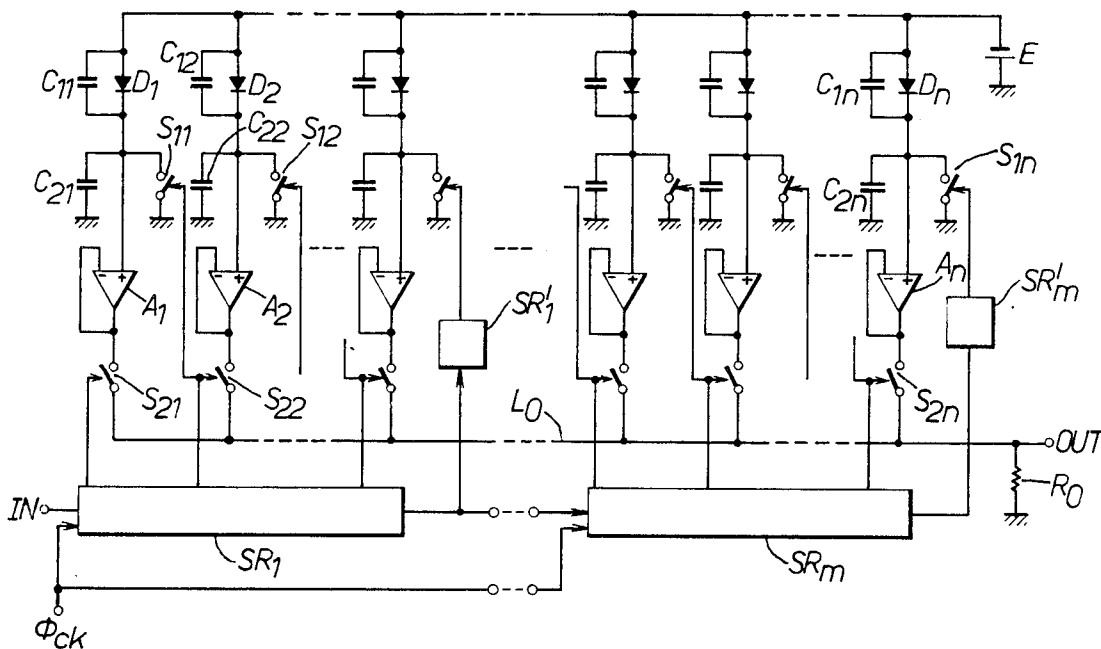 E
C11
D1
C12
D2
C1n
Dn
S11
C22
S12
S1n
C21
C2n
- +
A1
- +
A2
- +
- +
- +
- +
An
SR'1
SR'm
S21
S22
S2n
L0
OUT
R0
IN
SR1
SRm
Φck